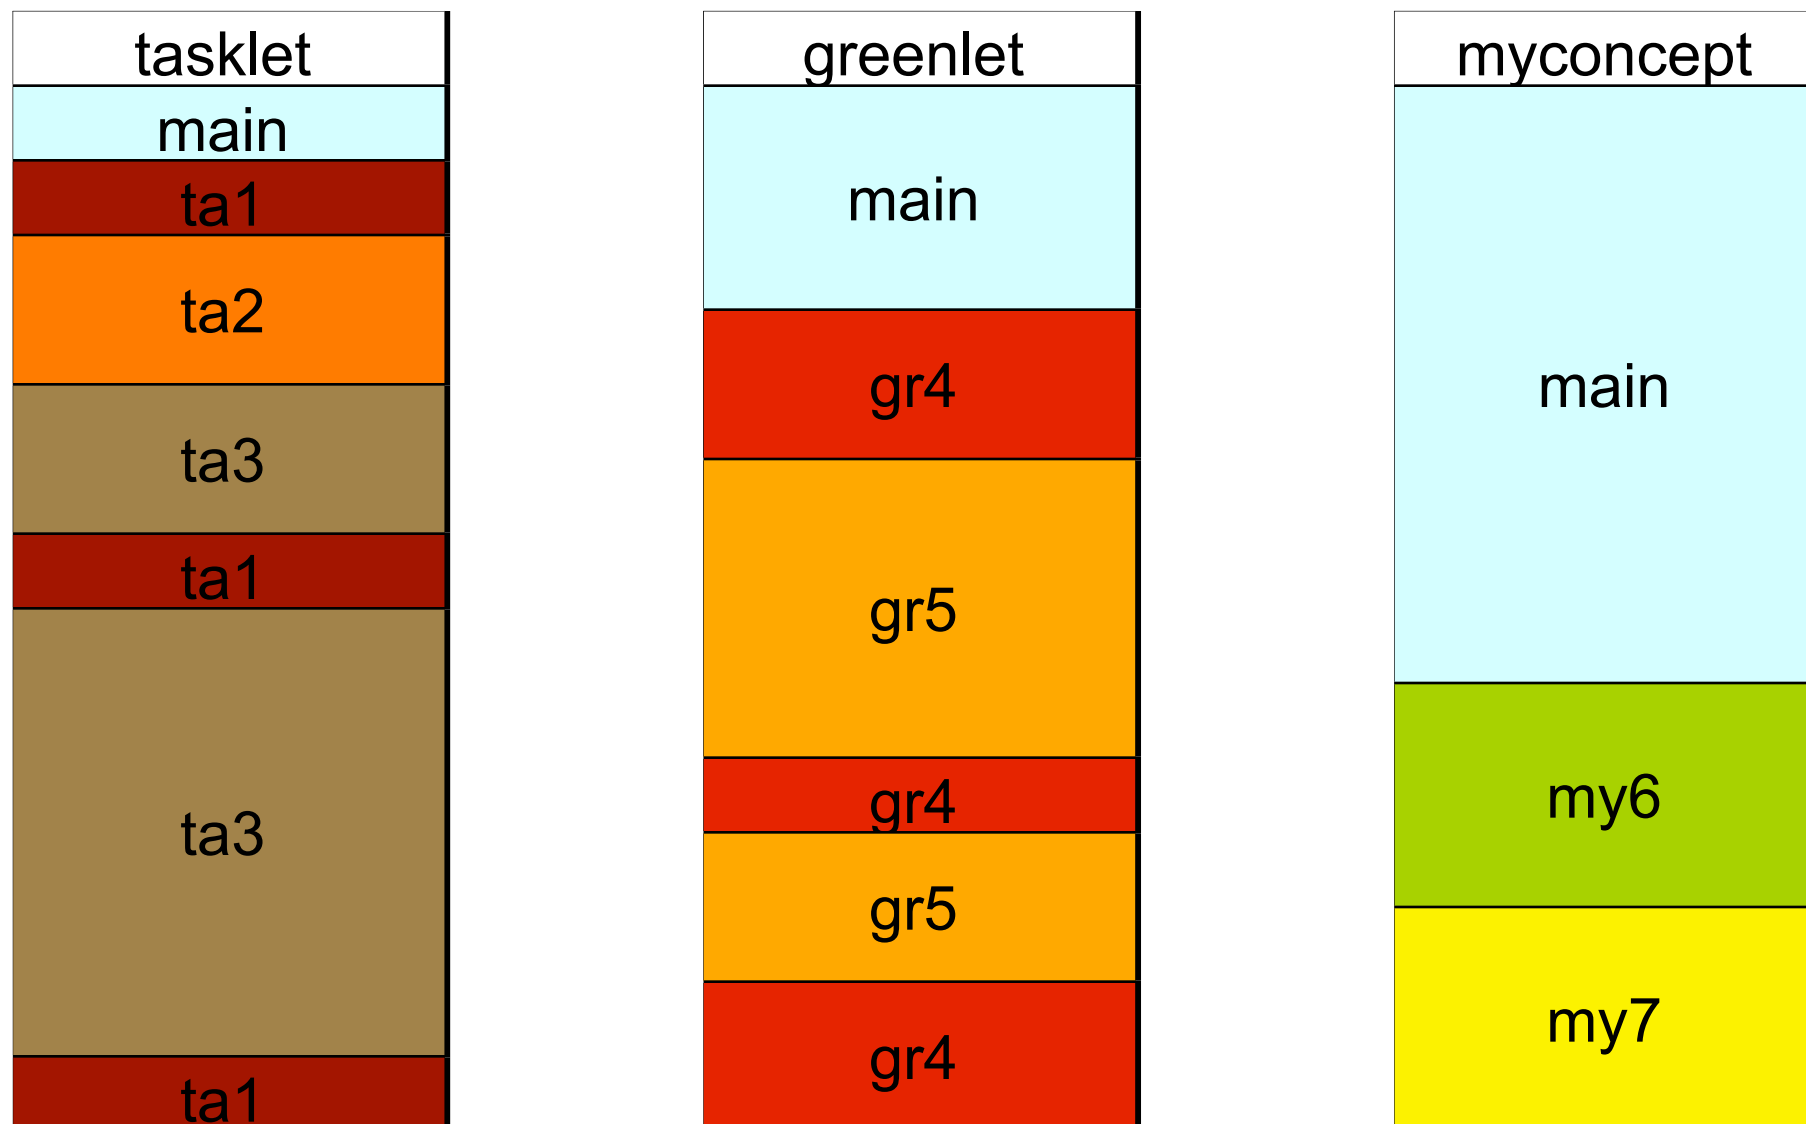 tasklet
main
ta1
ta2
ta3
ta1
ta3
ta1
greenlet
main
gr4
gr5
gr4
gr5
gr4
myconcept
main
my6
my7